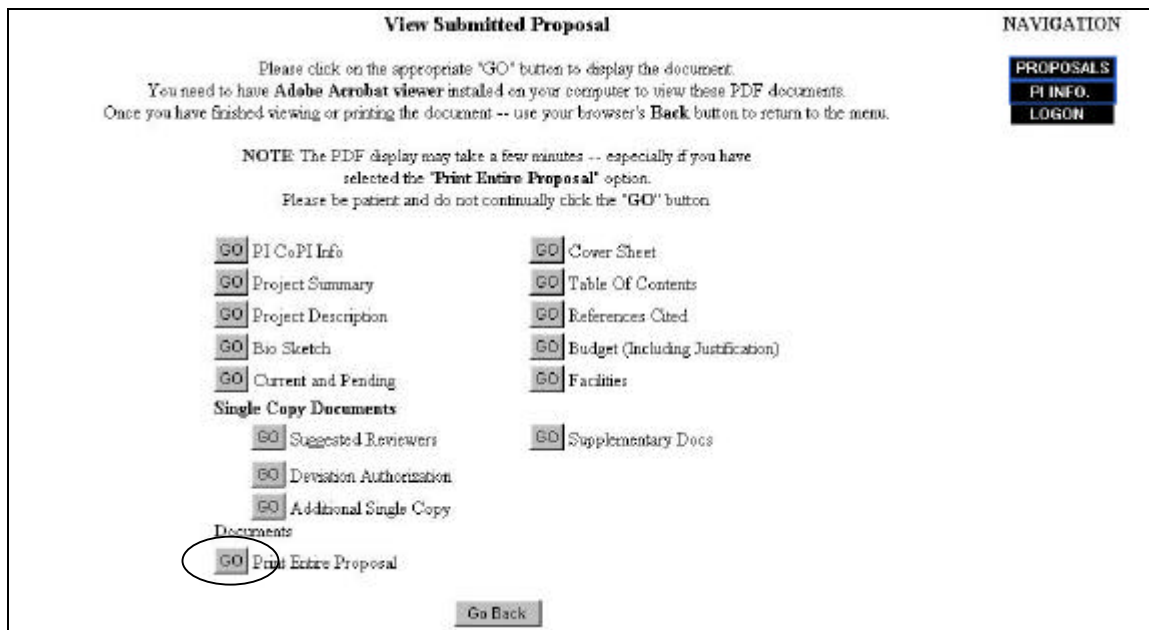 View Submitted Proposal
NAVIGATION
Please click on the appropriate "GO" button to display the document.
You need to have Adobe Acrobat viewer installed on your computer to view these PDF documents.
Once you have finished viewing or printing the document -- use your browser's Back button to return to the menu.
PROPOSALS
PI INFO.
LOGON
NOTE: The PDF display may take a few minutes -- especially if you have
selected the "Print Entire Proposal" option.
Please be patient and do not continually click the "GO" button
GO PI CoPI Info
GO Cover Sheet
GO Project Summary
GO Table Of Contents
GO Project Description
GO References Cited
GO Bio Sketch
GO Budget (Including Justification)
GO Current and Pending
GO Facilities
Single Copy Documents
GO Suggested Reviewers
GO Supplementary Docs
GO Deviation Authorization
GO Additional Single Copy
Documents
GO Print Entire Proposal
Go Back